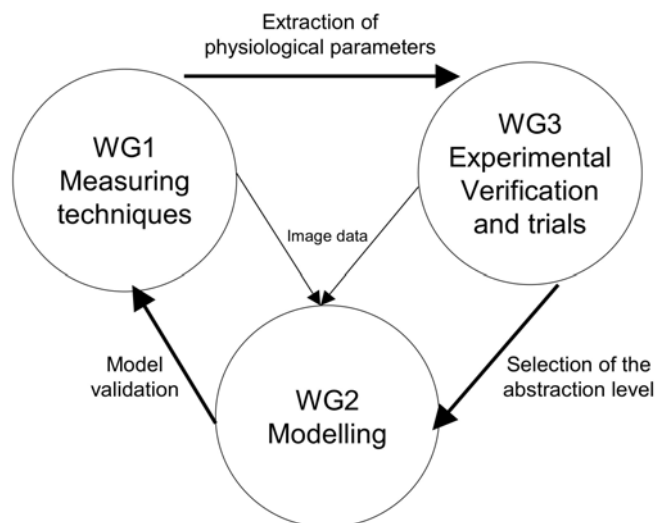 Extraction of
physiological parameters
WG1
Measuring
techniques
WG3
Experimental
Verification
and trials
Image data
Model
validation
WG2
Modelling
Selection of the
abstraction level